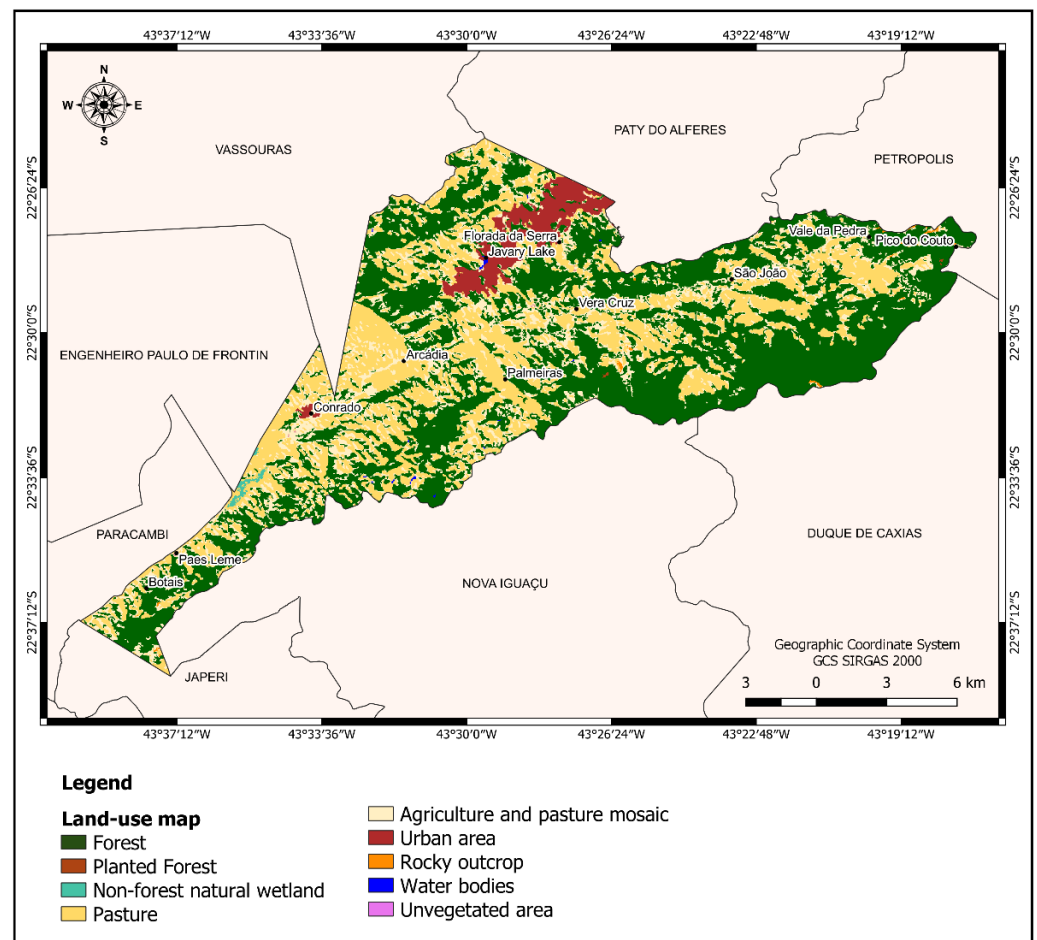 43°37'12"W 43°33'36"W 43°30'0"W 43°26'24"W 43°22'48"W 43°19'12"W
N
W E
S
PATY DO ALFERES
VASSOURAS
PETROPOLIS
22°26'24"S
22°26'24"S
Vale da Pedra
Florada da Serra
Pico do Couto
Javary Lake
São João
Vera Cruz
22°30'0"S
22°30'0"S
ENGENHEIRO PAULO DE FRONTIN
Arcádia
Palmeiras
Conrado
22°33'36"S
22°33'36"S
PARACAMBI
DUQUE DE CAXIAS
Paes Leme
Botais
NOVA IGUAÇU
22°37'12"S
22°37'12"S
Geographic Coordinate System
GCS SIRGAS 2000
JAPERI
3 0 3 6 km
43°37'12"W 43°33'36"W 43°30'0"W 43°26'24"W 43°22'48"W 43°19'12"W
Legend
Land-use map
Forest
Planted Forest
Non-forest natural wetland
Pasture
Agriculture and pasture mosaic
Urban area
Rocky outcrop
Water bodies
Unvegetated area